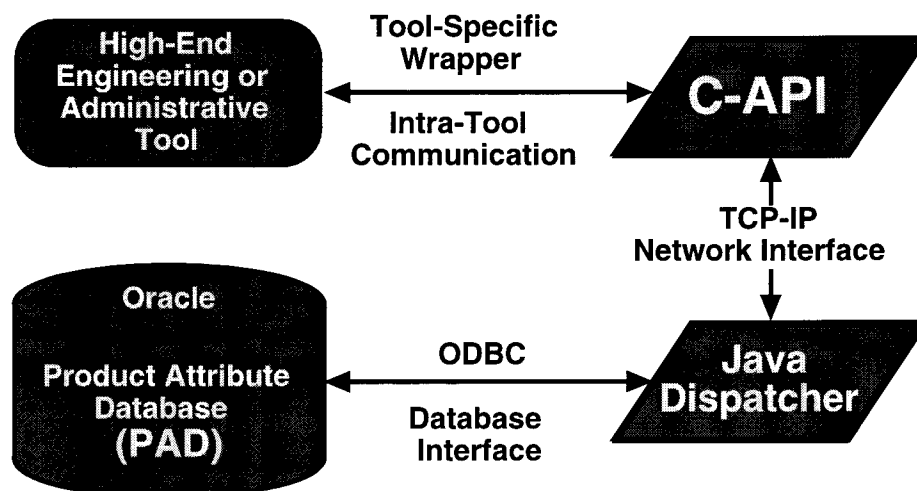 High-End
Engineering or
Administrative
Tool
Tool-Specific
Wrapper
Intra-Tool
Communication
C-API
TCP-IP
Network Interface
Oracle
Product Attribute
Database
(PAD)
ODBC
Database
Interface
Java
Dispatcher